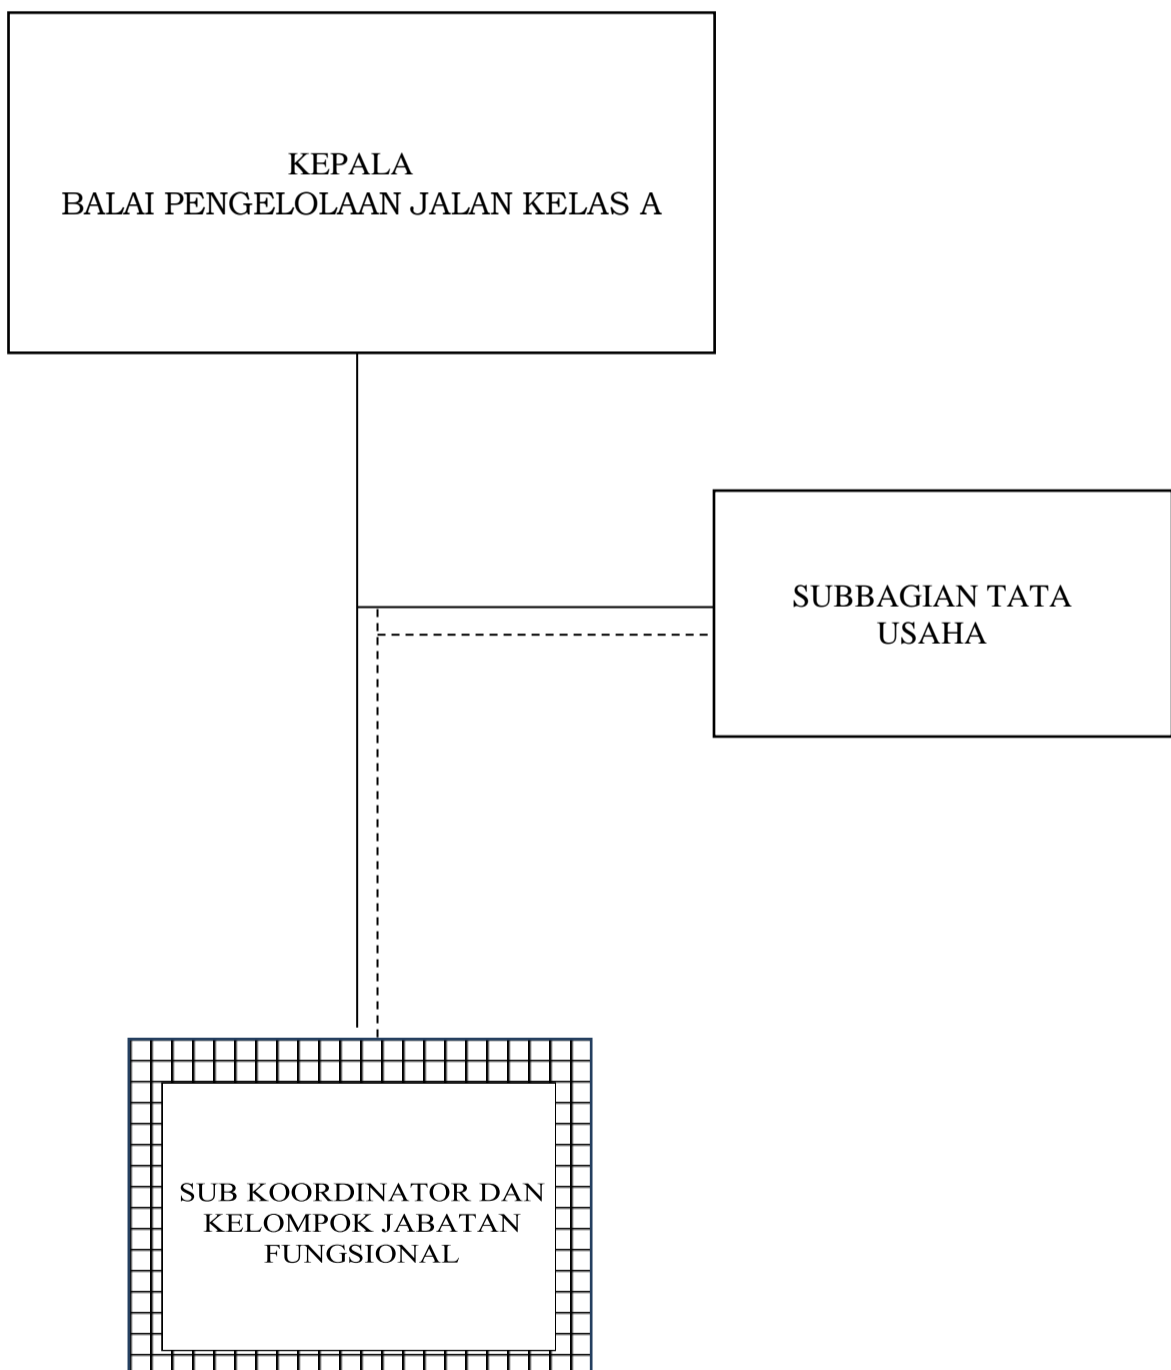 KEPALA
BALAI PENGELOLAAN JALAN KELAS A
SUBBAGIAN TATA
USAHA
SUB KOORDINATOR DAN
KELOMPOK JABATAN
FUNGSIONAL